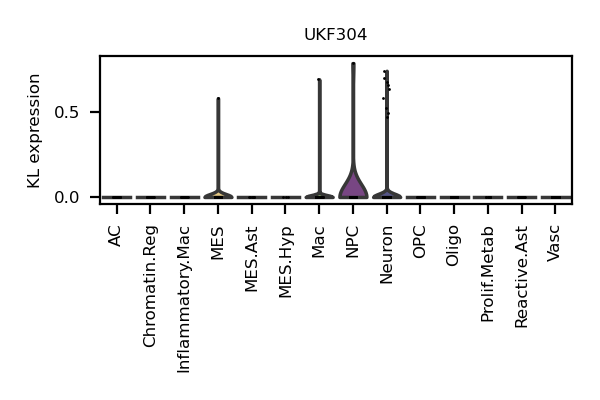 UKF304
KL expression
0.5
0.0
AC
Chromatin.Reg
Inflammatory.Mac
MES
MES.Ast
MES.Hyp
Mac
NPC
Neuron
OPC
Oligo
Prolif.Metab
Reactive.Ast
Vasc